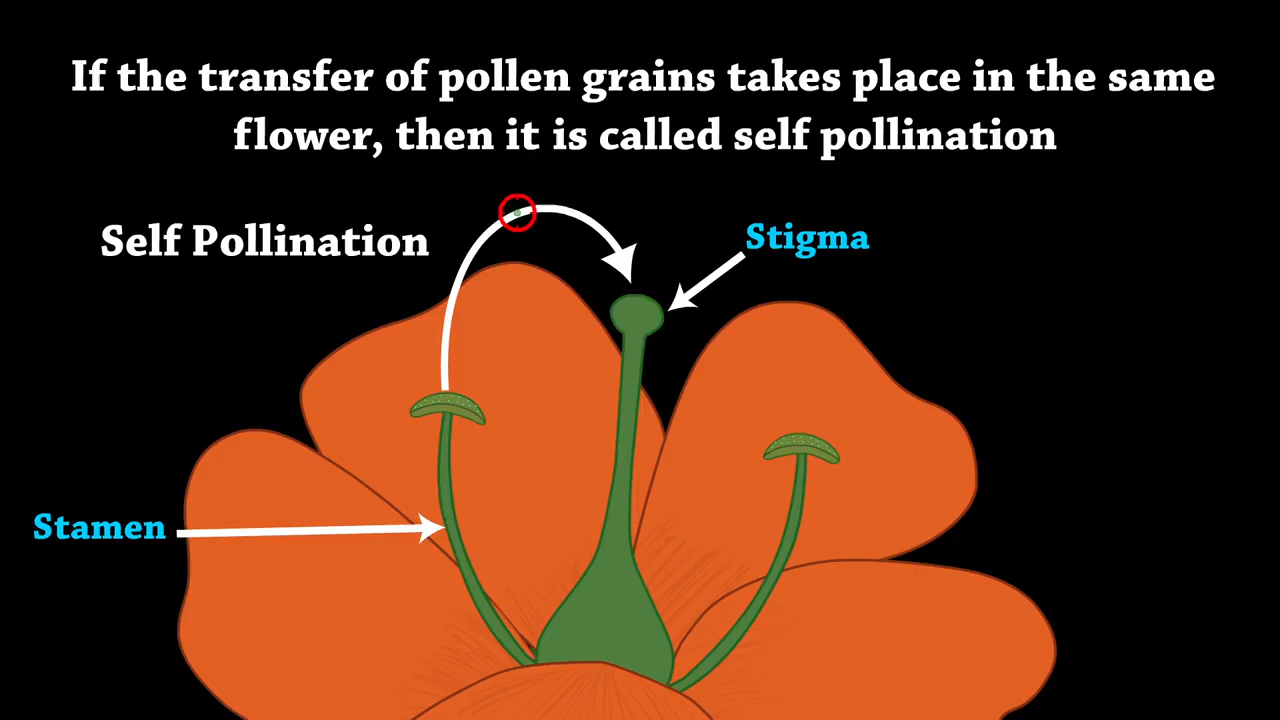 If the transfer of pollen grains takes place in the same
flower, then it is called self pollination
Self Pollination
Stigma
Stamen